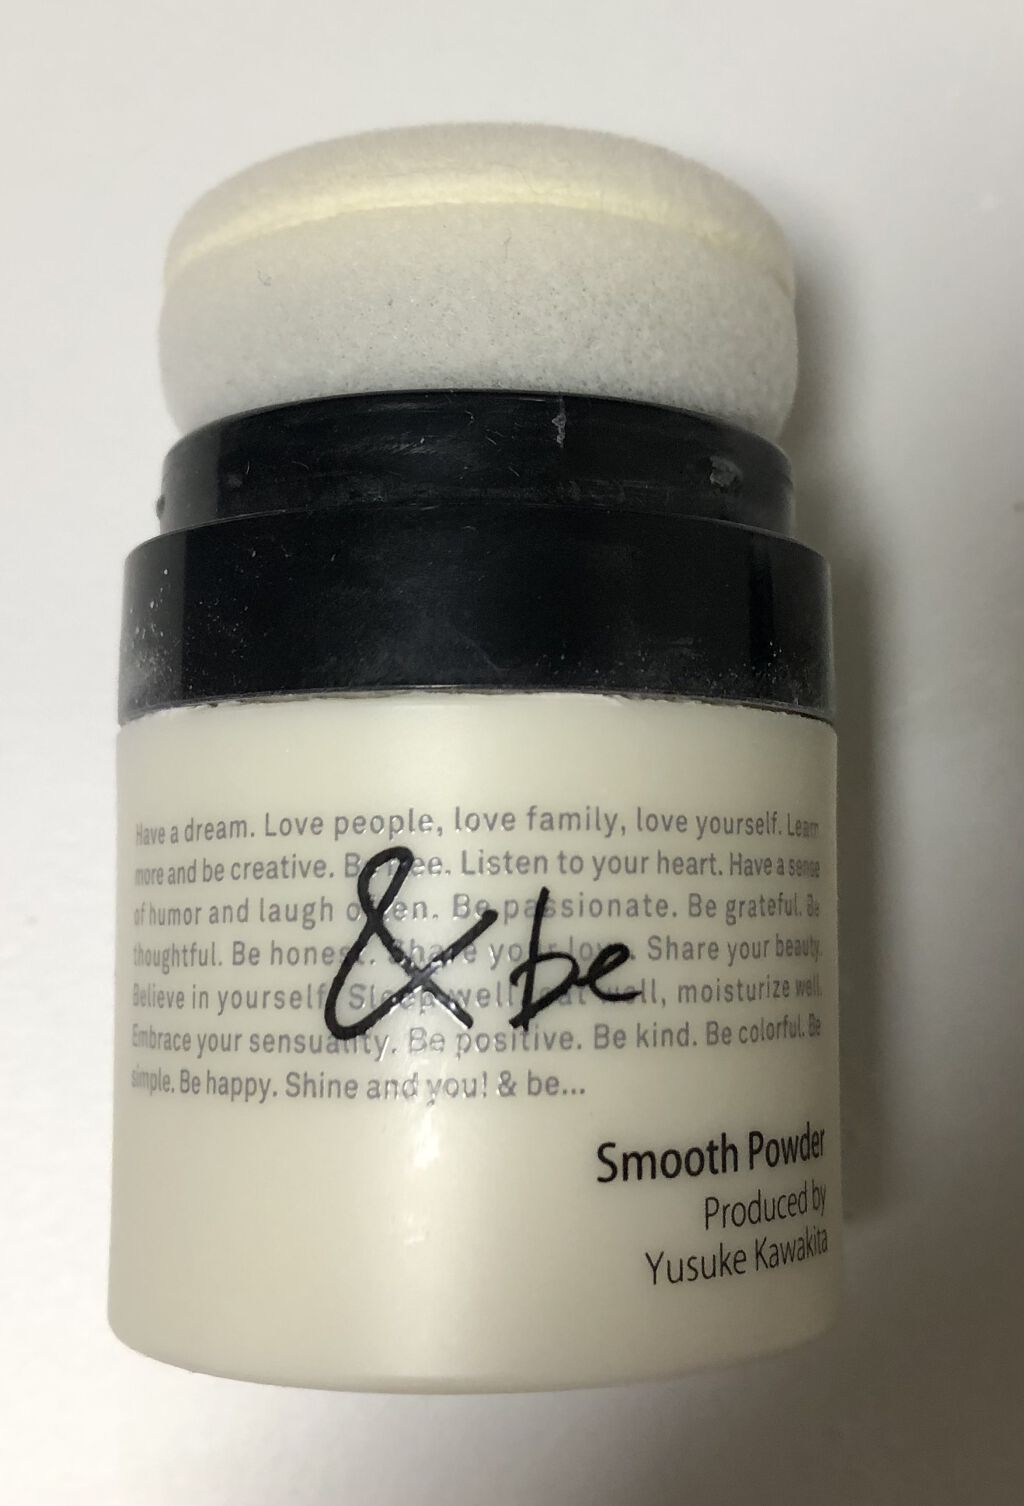 Have a dream. Love people, love family, love yourself. Learn
more and be creative. Be free. Listen to your heart. Have a sense
of humor and laugh often. Be passionate. Be grateful. Be
thoughtful. Be honest. Share your love. Share your beauty.
Believe in yourself. Sleep well, eat well, moisturize well.
Embrace your sensuality. Be positive. Be kind. Be colorful. Be
simple. Be happy. Shine and you! & be...
& be
Smooth Powder
Produced by
Yusuke Kawakita